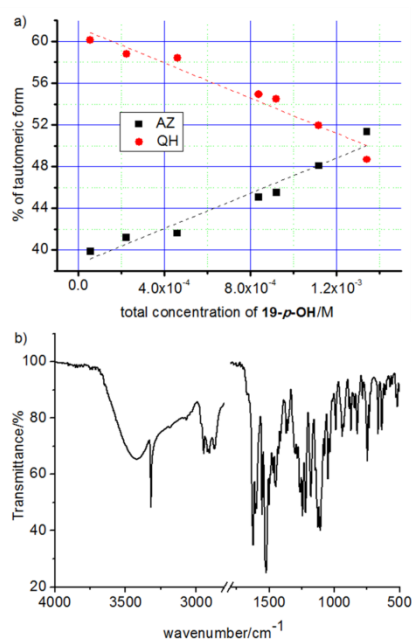 a)
60
56
52
48
44
40
% of tautomeric form
AZ
QH
0.0
4.0x10⁻⁴
8.0x10⁻⁴
1.2x10⁻³
total concentration of 19-p-OH/M
b)
100
80
60
40
20
Transmittance/%
4000
3500
3000
1500
1000
500
wavenumber/cm⁻¹